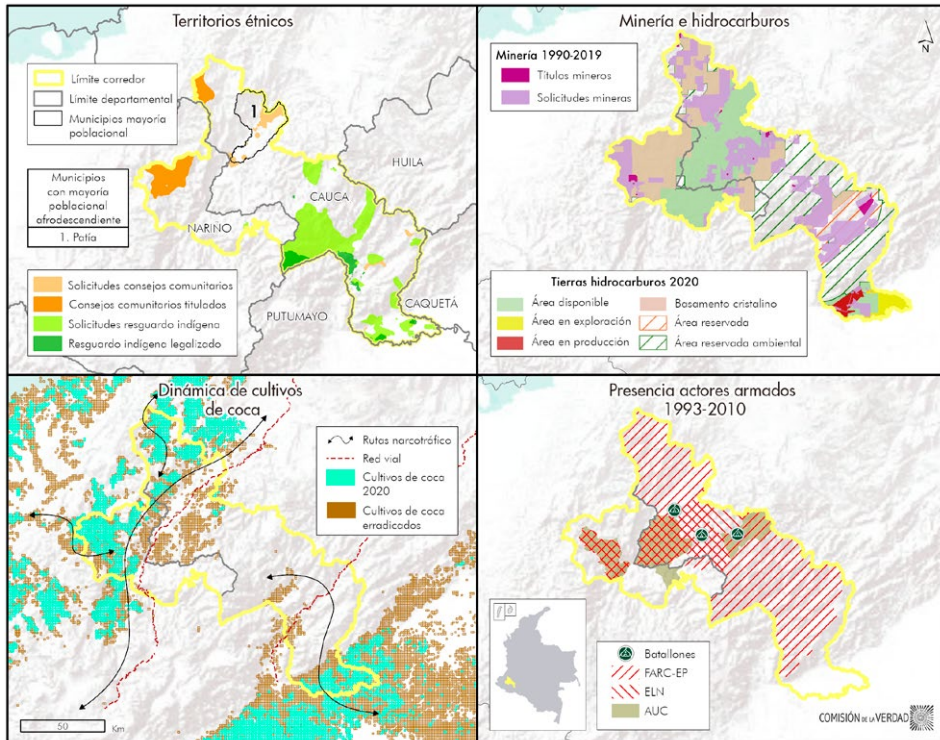 Territorios étnicos
Límite corredor
Límite departamental
Municipios mayoria
poblacional
Municipios
con mayoria
poblacional
afrodescendiente
1. Patía
1
HUILA
CAUCA
NARINO
CAQUETÁ
PUTUMAYO
Solicitudes consejos comunitarios
Consejos comunitarios titulados
Solicitudes resguardo indígena
Resguardo indígena legalizado
Minería e hidrocarburos
N
Minería 1990-2019
Títulos mineros
Solicitudes mineras
Tierras hidrocarburos 2020
Área disponible
Área en exploración
Área en producción
Basamento cristalino
Área reservada
Área reservada ambiental
Dinámica de cultivos
de coca
Rutas narcotráfico
Red vial
Cultivos de coca
2020
Cultivos de coca
erradicados
50 Km
Presencia actores armados
1993-2010
Batallones
FARC-EP
ELN
AUC
COMISIÓN DE LA VERDAD